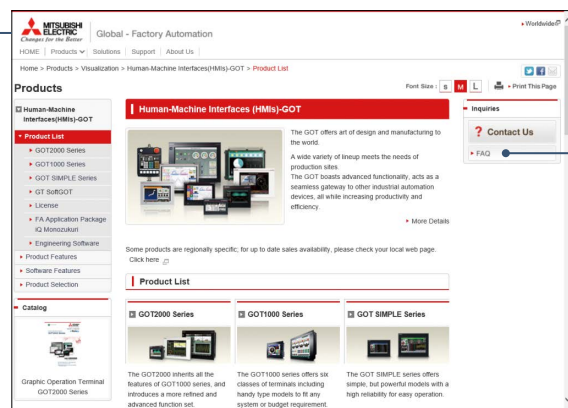 MITSUBISHI
ELECTRIC
Changes for the Better
Global - Factory Automation
Worldwide
HOME Products Solutions Support About Us
Home > Products > Visualization > Human-Machine Interfaces(HMIs)-GOT > Product List
Products
Font Size : S M L Print This Page
Human-Machine
Interfaces(HMIs)-GOT
Product List
GOT2000 Series
GOT1000 Series
GOT SIMPLE Series
GT SoftGOT
License
FA Application Package
iQ Monozukuri
Engineering Software
Product Features
Software Features
Product Selection
Catalog
Graphic Operation Terminal
GOT2000 Series
Human-Machine Interfaces (HMIs)-GOT
The GOT offers art of design and manufacturing to
the world.
A wide variety of lineup meets the needs of
production sites.
The GOT boasts advanced functionality, acts as a
seamless gateway to other industrial automation
devices, all while increasing productivity and
efficiency.
More Details
Some products are regionally specific; for up to date sales availability, please check your local web page.
Click here
Product List
GOT2000 Series
The GOT2000 inherits all the
features of GOT1000 series, and
introduces a more refined and
advanced function set.
GOT1000 Series
The GOT1000 series offers six
classes of terminals including
handy type models to fit any
system or budget requirement.
GOT SIMPLE Series
The GOT SIMPLE series offers
simple, but powerful models with a
high reliability for easy operation.
Inquiries
? Contact Us
FAQ